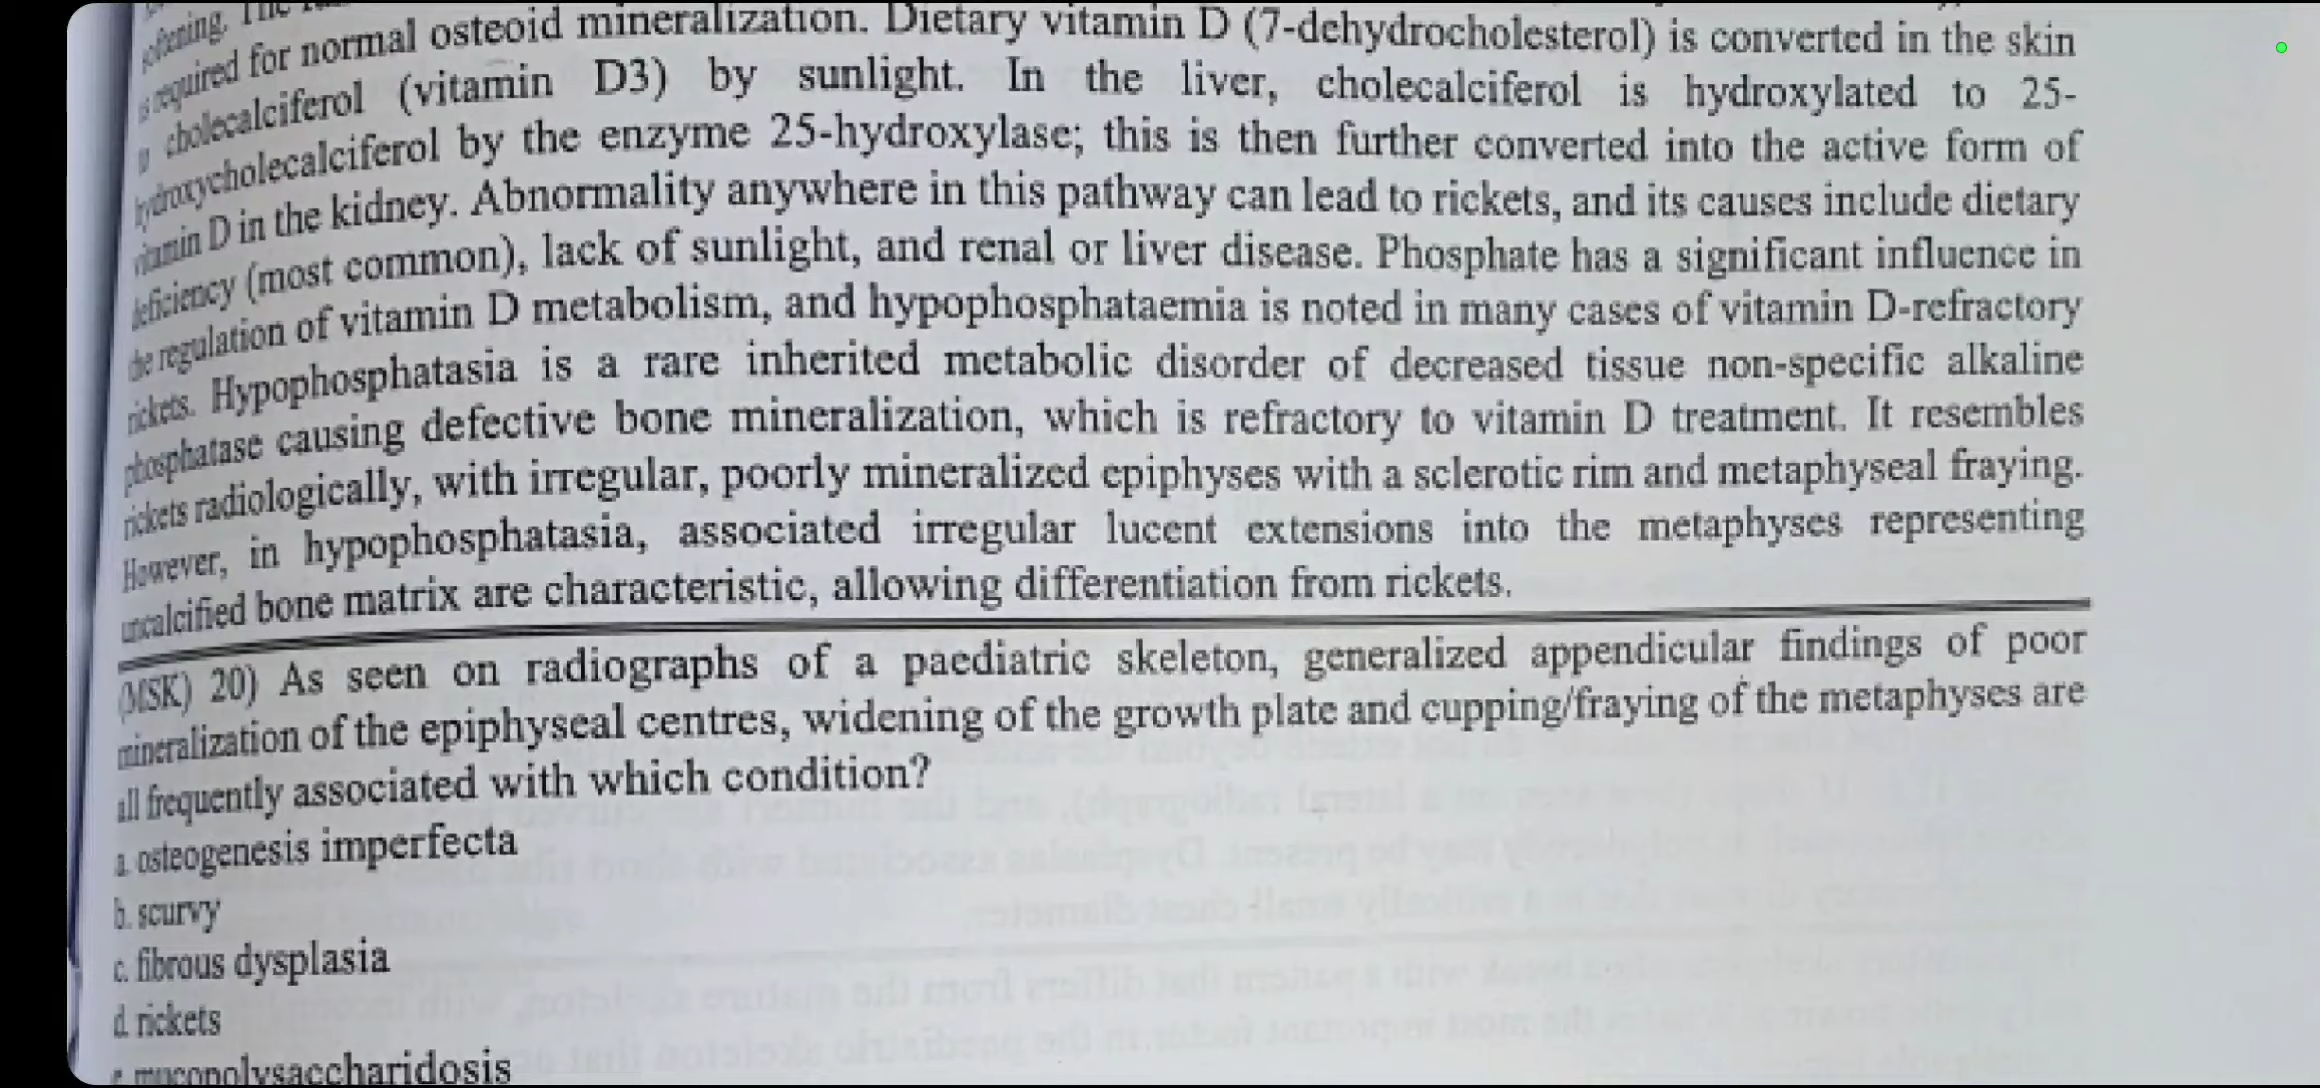 softening. The
is required for normal osteoid mineralization. Dietary vitamin D (7-dehydrocholesterol) is converted in the skin
to cholecalciferol (vitamin D3) by sunlight. In the liver, cholecalciferol is hydroxylated to 25-
hydroxycholecalciferol by the enzyme 25-hydroxylase; this is then further converted into the active form of
vitamin D in the kidney. Abnormality anywhere in this pathway can lead to rickets, and its causes include dietary
deficiency (most common), lack of sunlight, and renal or liver disease. Phosphate has a significant influence in
the regulation of vitamin D metabolism, and hypophosphataemia is noted in many cases of vitamin D-refractory
rickets. Hypophosphatasia is a rare inherited metabolic disorder of decreased tissue non-specific alkaline
phosphatase causing defective bone mineralization, which is refractory to vitamin D treatment. It resembles
rickets radiologically, with irregular, poorly mineralized epiphyses with a sclerotic rim and metaphyseal fraying.
However, in hypophosphatasia, associated irregular lucent extensions into the metaphyses representing
uncalcified bone matrix are characteristic, allowing differentiation from rickets.
(MSK) 20) As seen on radiographs of a paediatric skeleton, generalized appendicular findings of poor
mineralization of the epiphyseal centres, widening of the growth plate and cupping/fraying of the metaphyses are
all frequently associated with which condition?
a. osteogenesis imperfecta
b. scurvy
c. fibrous dysplasia
d. rickets
e. mucopolysaccharidosis